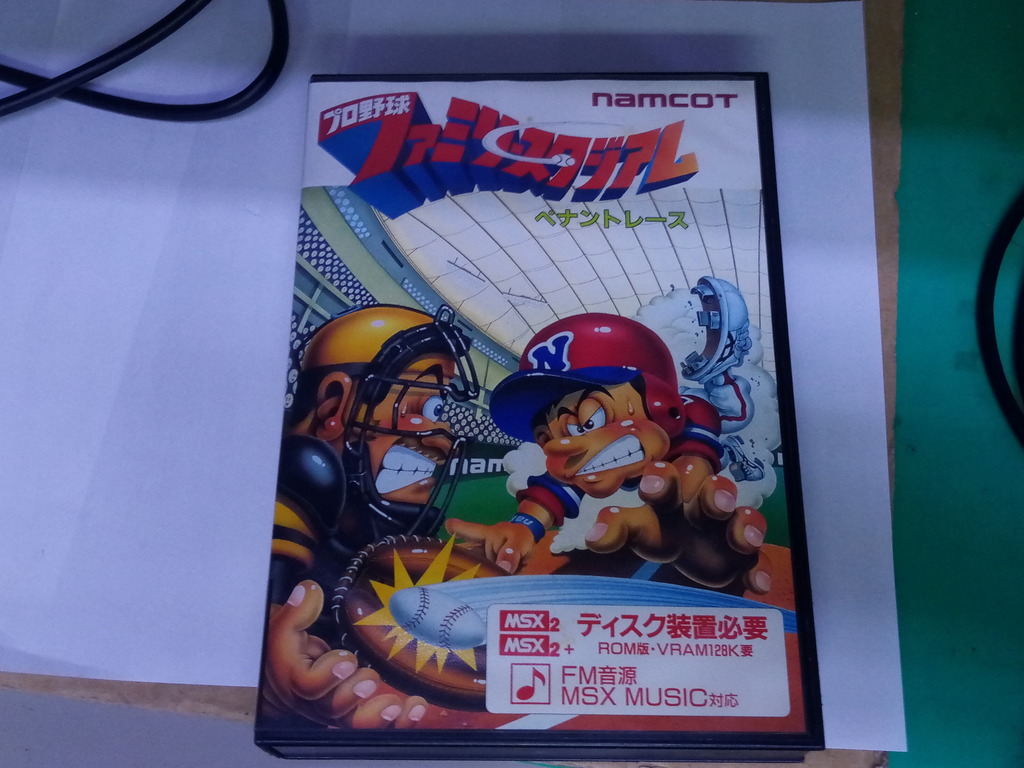 namcoT
プロ野球
ファミリースタジアム
ペナントレース
N
nam
MSX2 ディスク装置必要
MSX2+ ROM版・VRAM128K要
FM音源
MSX MUSIC対応